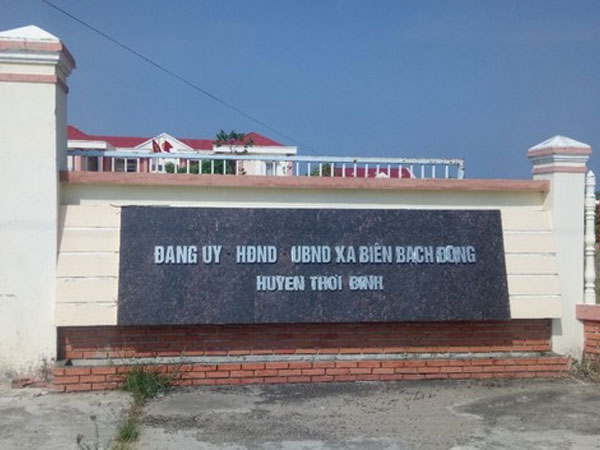 ĐẢNG ỦY - HĐND - UBND XÃ BIỂN BẠCH ĐÔNG
HUYỆN THỚI BÌNH